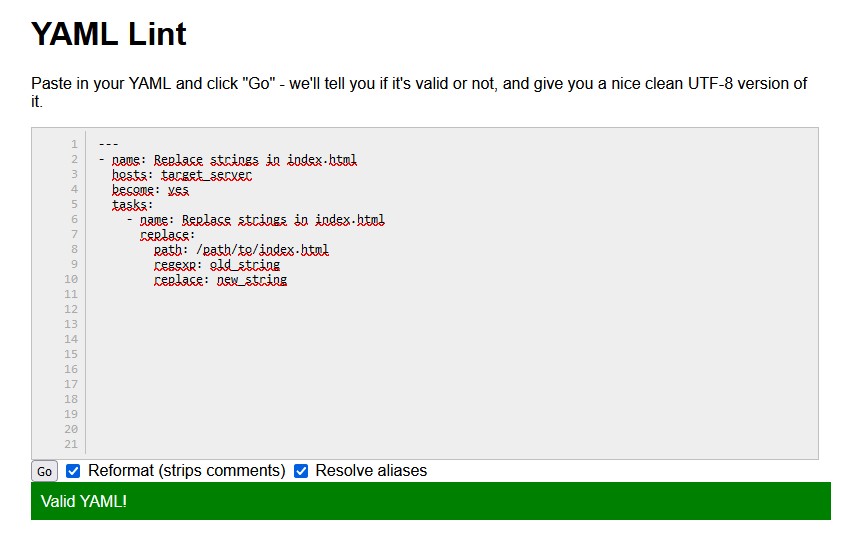 YAML Lint
Paste in your YAML and click "Go" - we'll tell you if it's valid or not, and give you a nice clean UTF-8 version of
it.
1 ---
2 - name: Replace strings in index.html
3   hosts: target_server
4   become: yes
5   tasks:
6     - name: Replace strings in index.html
7       replace:
8         path: /path/to/index.html
9         regexp: old_string
10         replace: new_string
11
12
13
14
15
16
17
18
19
20
21
Go Reformat (strips comments) Resolve aliases
Valid YAML!